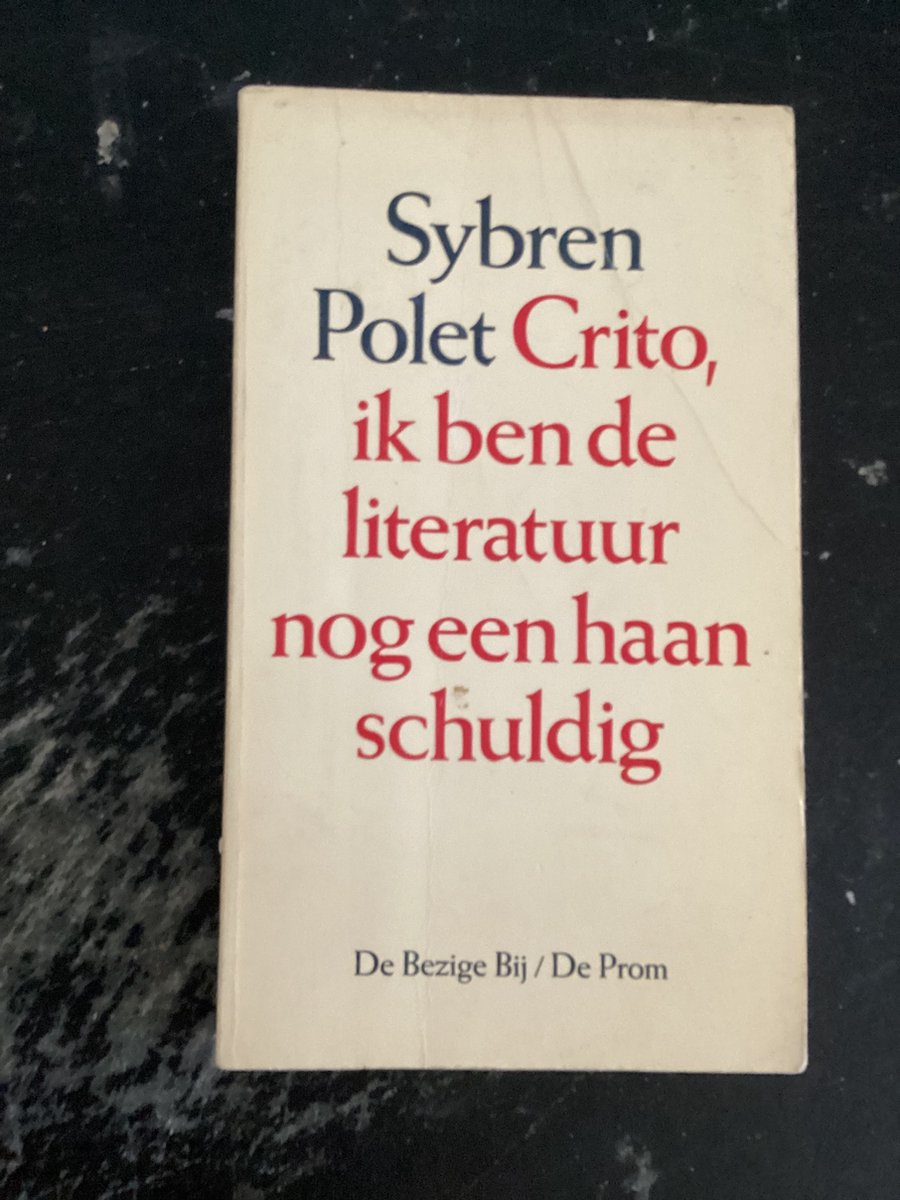 Sybren
Polet Crito,
ik ben de
literatuur
nog een haan
schuldig
De Bezige Bij / De Prom